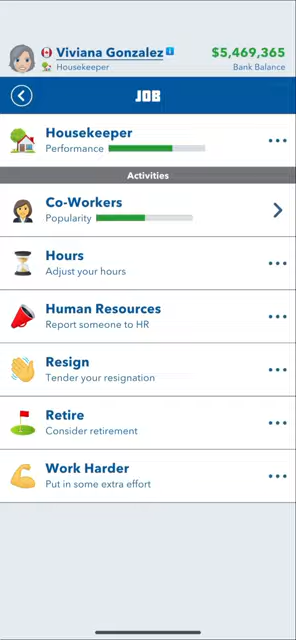 Viviana Gonzalez i
$5,469,365
Housekeeper
Bank Balance
JOB
Housekeeper
Performance
Activities
Co-Workers
Popularity
Hours
Adjust your hours
Human Resources
Report someone to HR
Resign
Tender your resignation
Retire
Consider retirement
Work Harder
Put in some extra effort